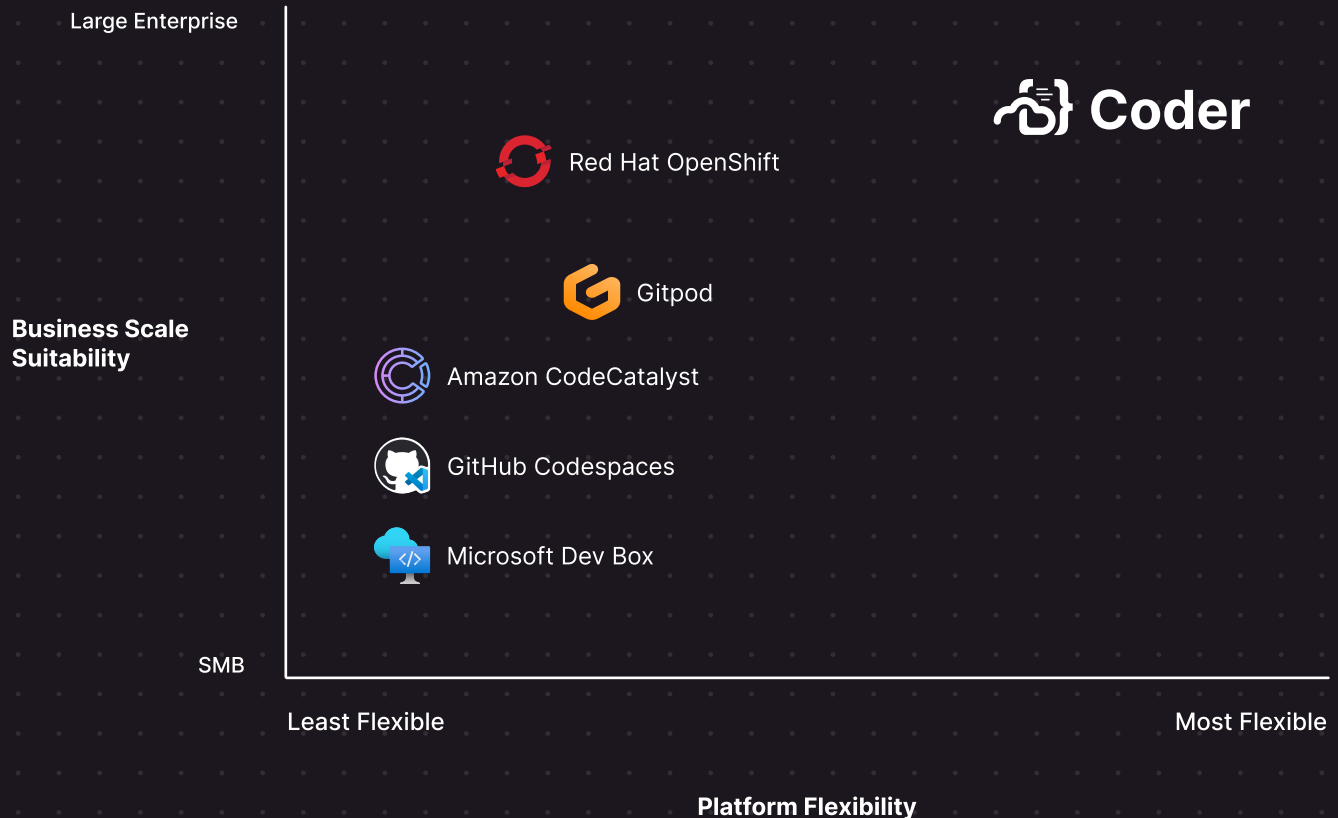 Large Enterprise
Coder
Red Hat OpenShift
Gitpod
Business Scale
Suitability
Amazon CodeCatalyst
GitHub Codespaces
</>
Microsoft Dev Box
SMB
Least Flexible
Most Flexible
Platform Flexibility